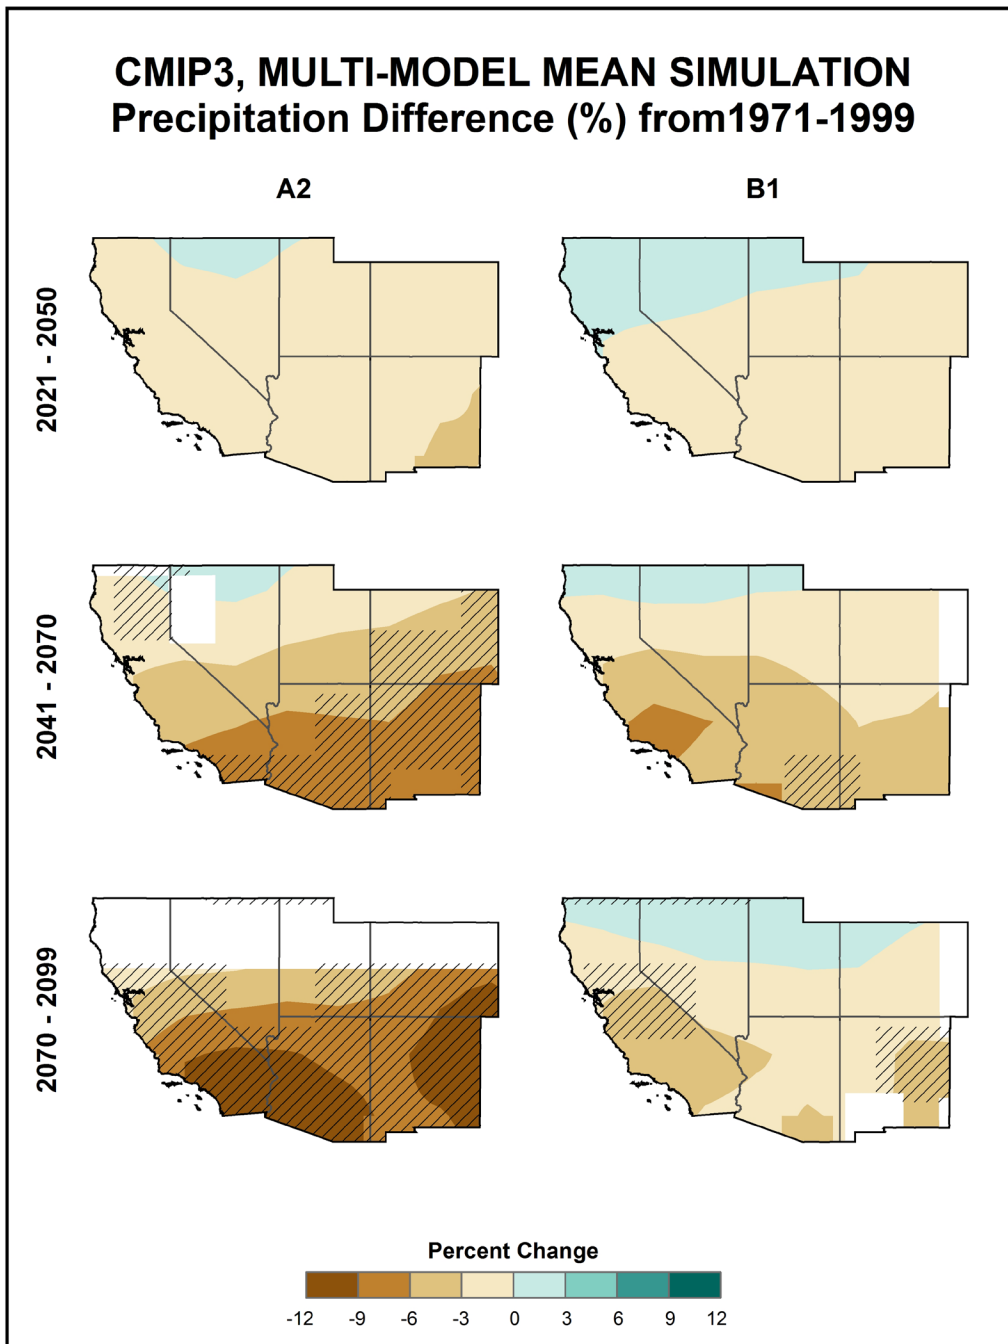 CMIP3, MULTI-MODEL MEAN SIMULATION
Precipitation Difference (%) from1971-1999
A2
B1
2021 - 2050
2041 - 2070
2070 - 2099
Percent Change
-12 -9 -6 -3 0 3 6 9 12